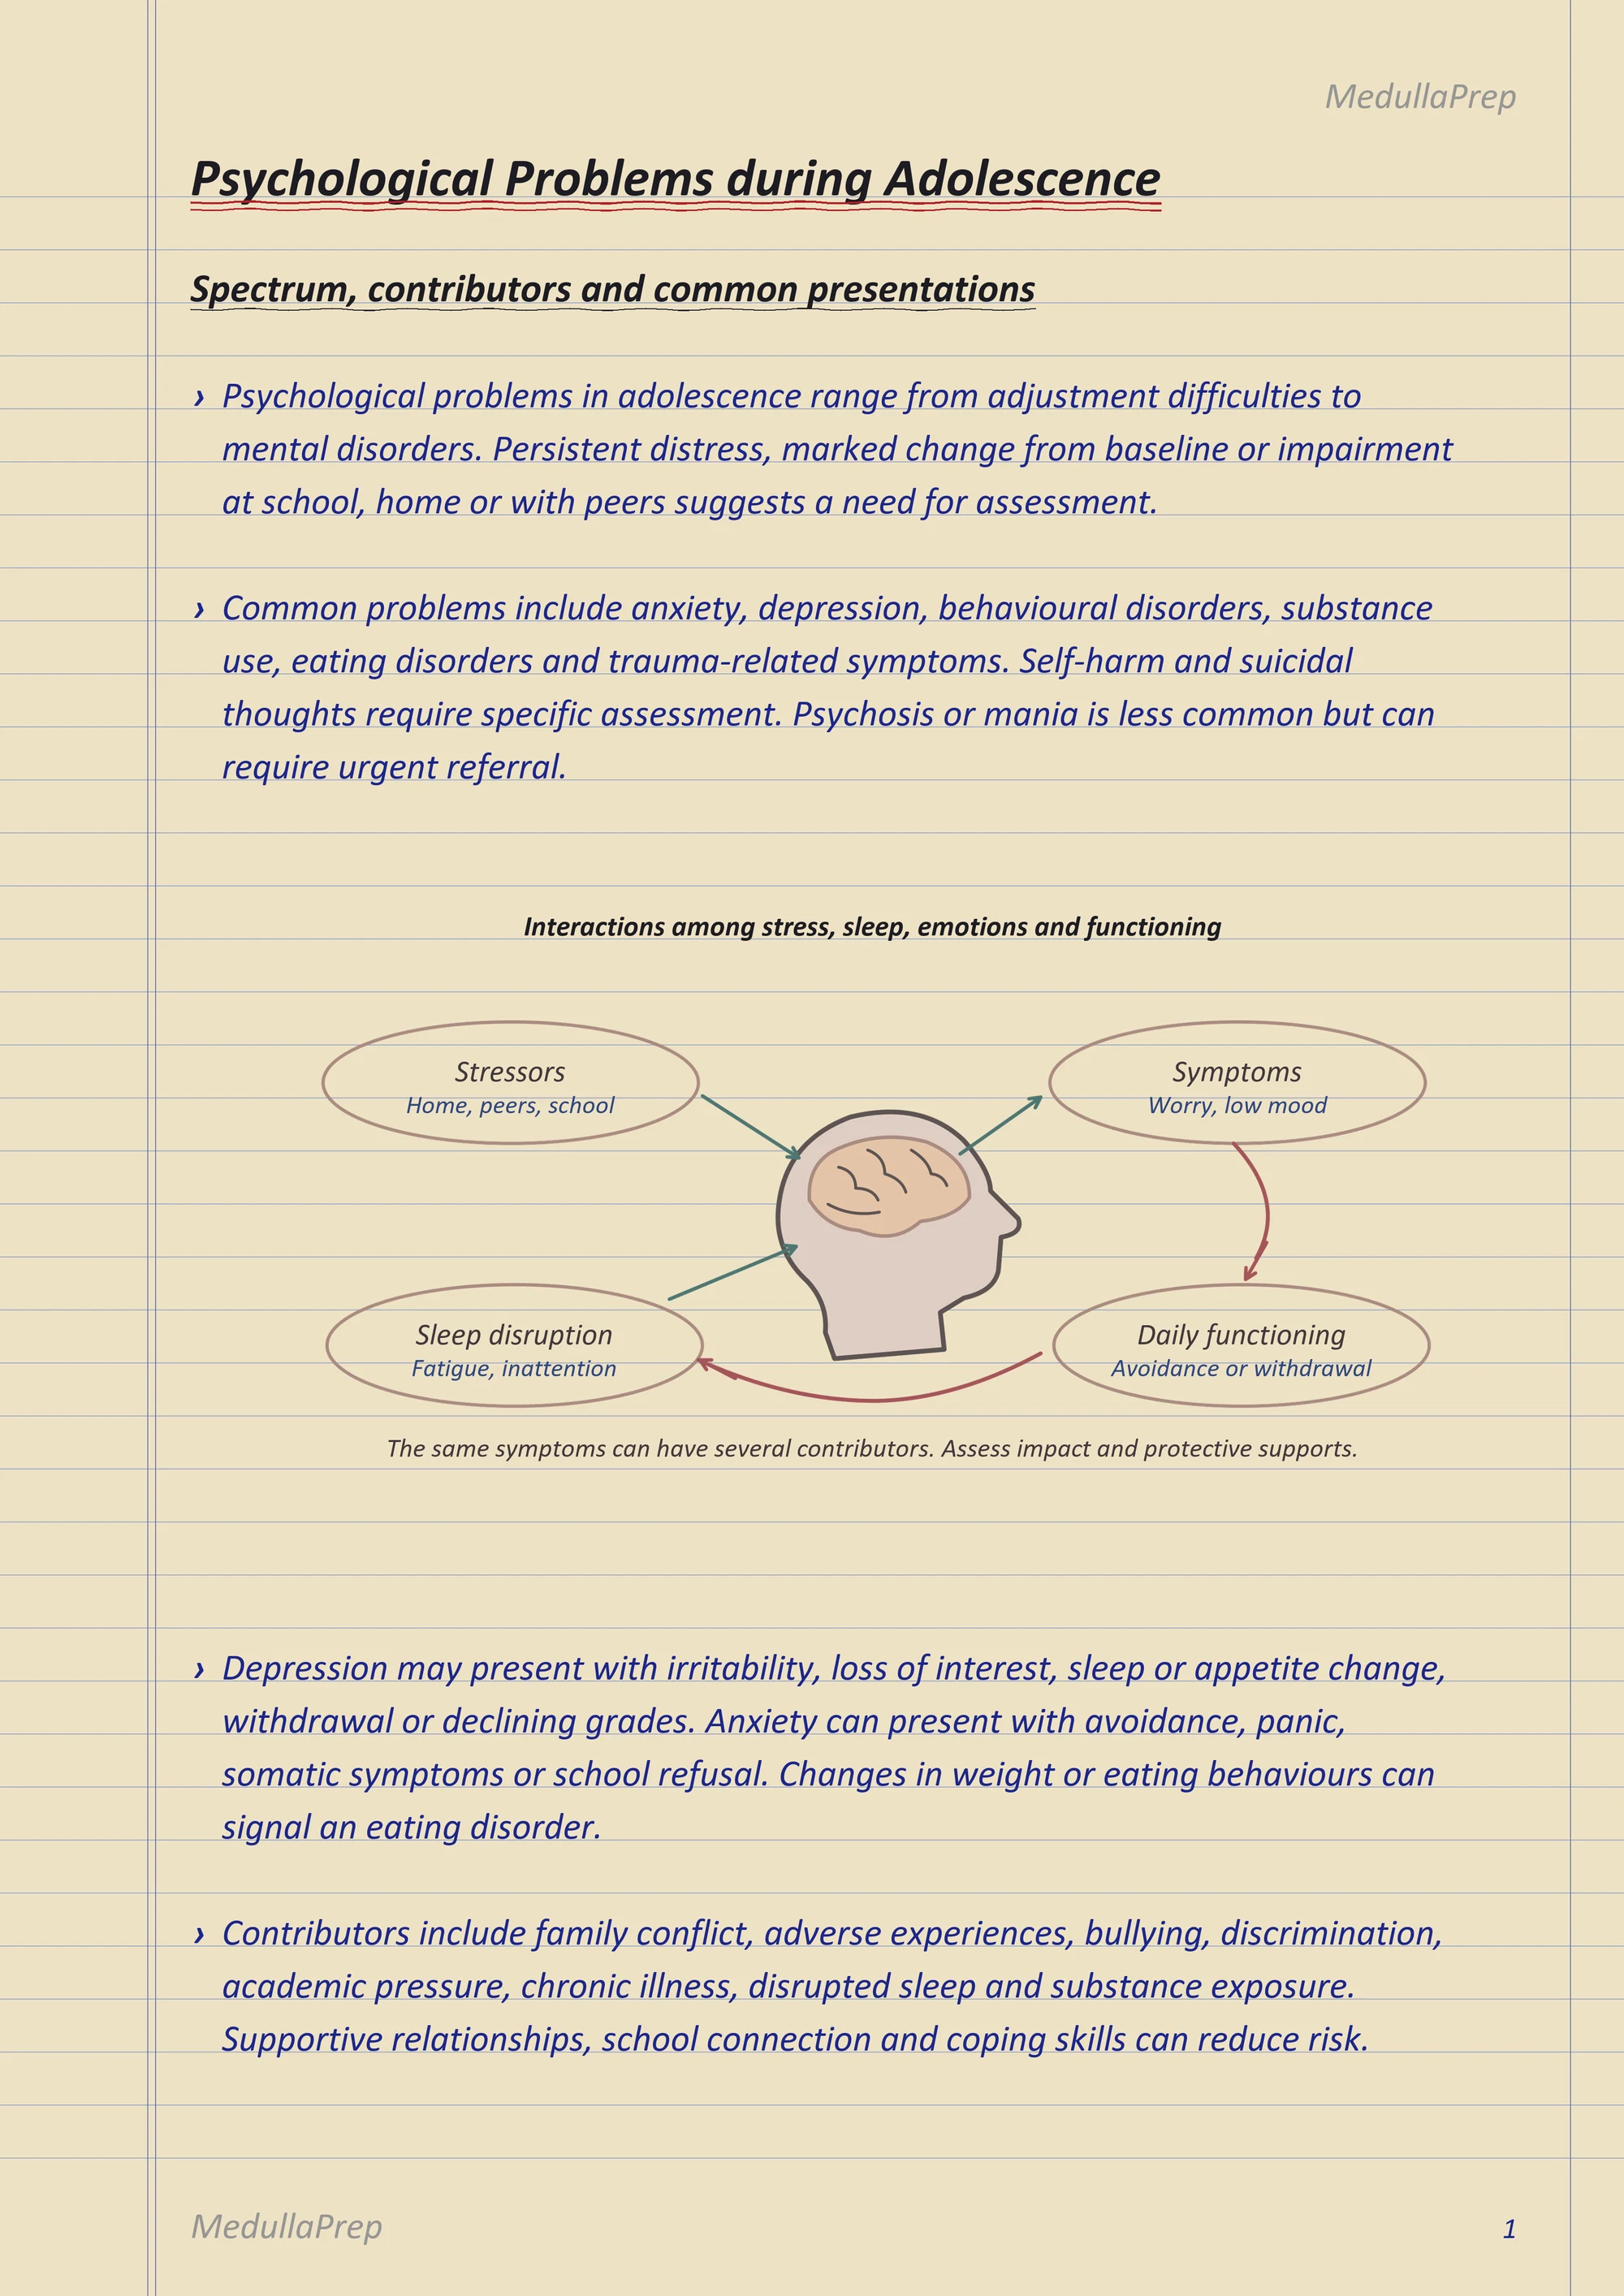 MedullaPrep
Psychological Problems during Adolescence
Spectrum, contributors and common presentations
› Psychological problems in adolescence range from adjustment difficulties to
mental disorders. Persistent distress, marked change from baseline or impairment
at school, home or with peers suggests a need for assessment.
› Common problems include anxiety, depression, behavioural disorders, substance
use, eating disorders and trauma-related symptoms. Self-harm and suicidal
thoughts require specific assessment. Psychosis or mania is less common but can
require urgent referral.
Interactions among stress, sleep, emotions and functioning
Stressors
Home, peers, school
Symptoms
Worry, low mood
Sleep disruption
Fatigue, inattention
Daily functioning
Avoidance or withdrawal
The same symptoms can have several contributors. Assess impact and protective supports.
› Depression may present with irritability, loss of interest, sleep or appetite change,
withdrawal or declining grades. Anxiety can present with avoidance, panic,
somatic symptoms or school refusal. Changes in weight or eating behaviours can
signal an eating disorder.
› Contributors include family conflict, adverse experiences, bullying, discrimination,
academic pressure, chronic illness, disrupted sleep and substance exposure.
Supportive relationships, school connection and coping skills can reduce risk.
MedullaPrep
1